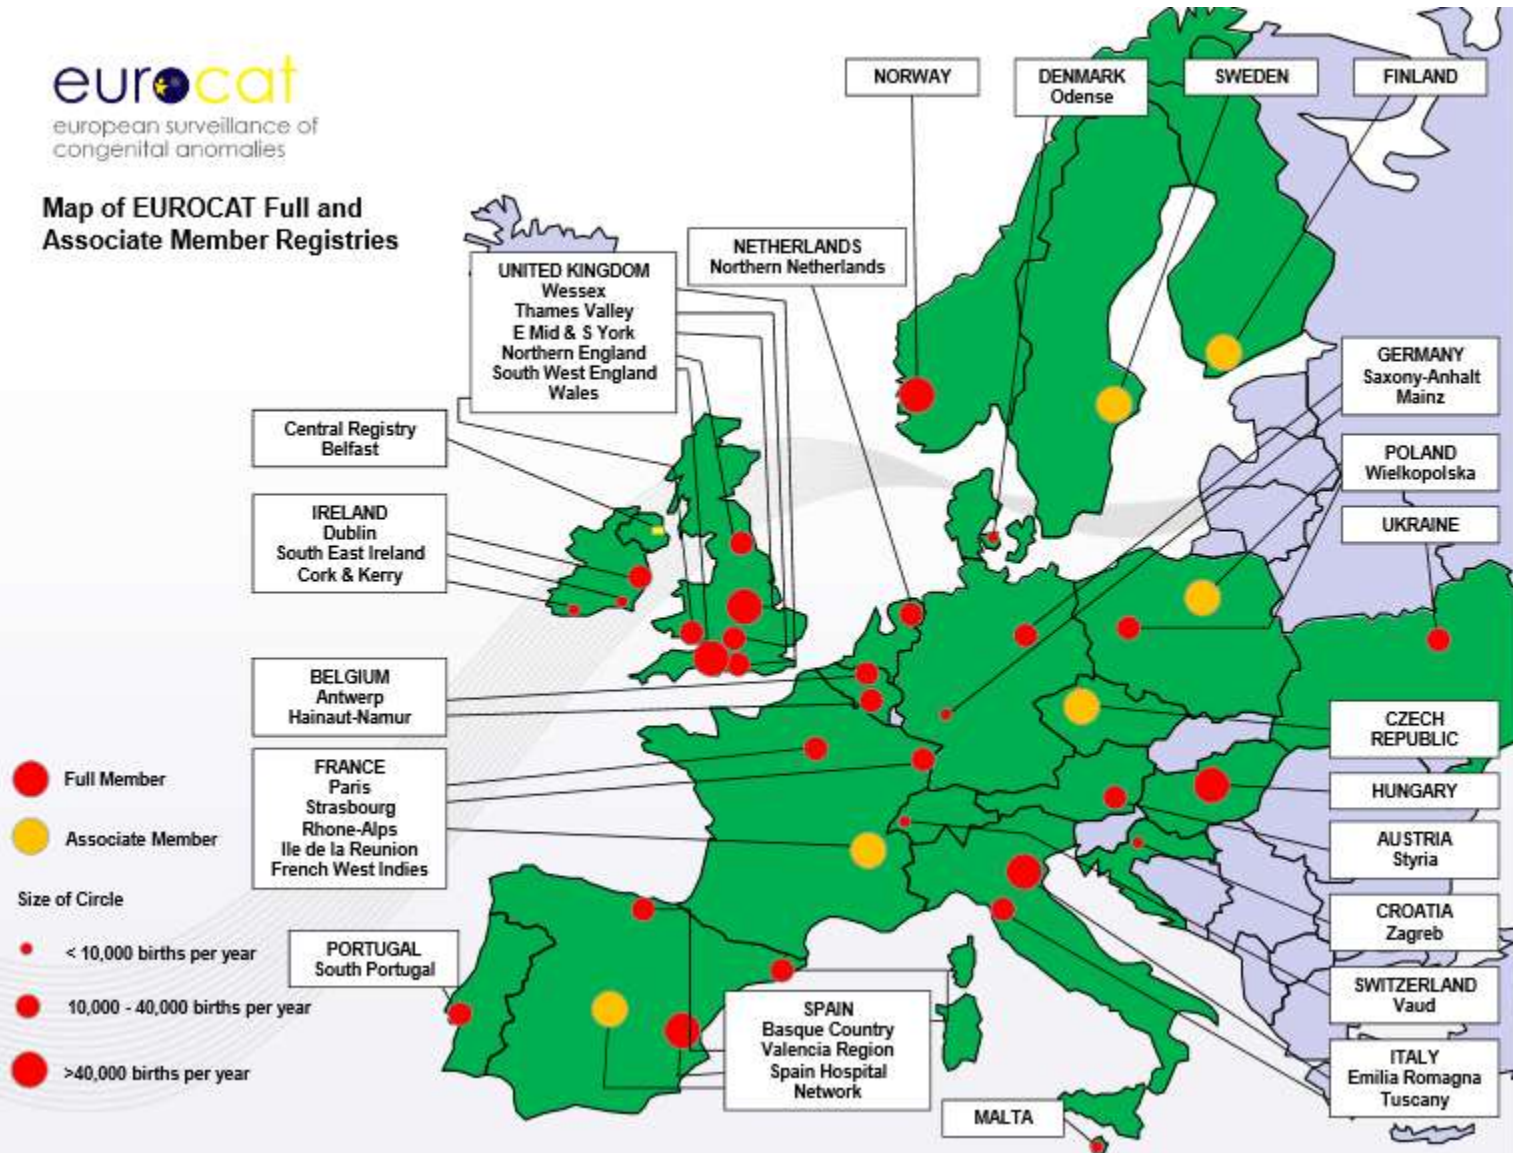 eurocat
european surveillance of
congenital anomalies
Map of EUROCAT Full and
Associate Member Registries
NORWAY
DENMARK
Odense
SWEDEN
FINLAND
NETHERLANDS
Northern Netherlands
UNITED KINGDOM
Wessex
Thames Valley
E Mid & S York
Northern England
South West England
Wales
Central Registry
Belfast
IRELAND
Dublin
South East Ireland
Cork & Kerry
BELGIUM
Antwerp
Hainaut-Namur
FRANCE
Paris
Strasbourg
Rhone-Alps
Ile de la Reunion
French West Indies
PORTUGAL
South Portugal
SPAIN
Basque Country
Valencia Region
Spain Hospital
Network
MALTA
GERMANY
Saxony-Anhalt
Mainz
POLAND
Wielkopolska
UKRAINE
CZECH
REPUBLIC
HUNGARY
AUSTRIA
Styria
CROATIA
Zagreb
SWITZERLAND
Vaud
ITALY
Emilia Romagna
Tuscany
Full Member
Associate Member
Size of Circle
< 10,000 births per year
10,000 - 40,000 births per year
>40,000 births per year